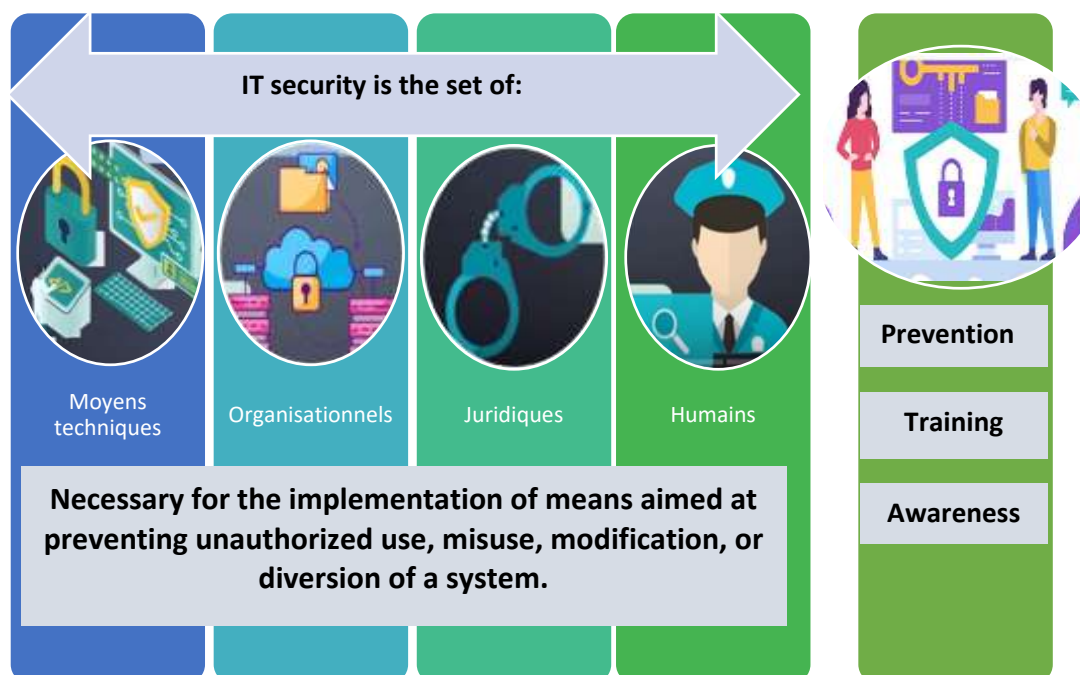 IT security is the set of:
Moyens
techniques
Organisationnels
Juridiques
Humains
Necessary for the implementation of means aimed at
preventing unauthorized use, misuse, modification, or
diversion of a system.
Prevention
Training
Awareness